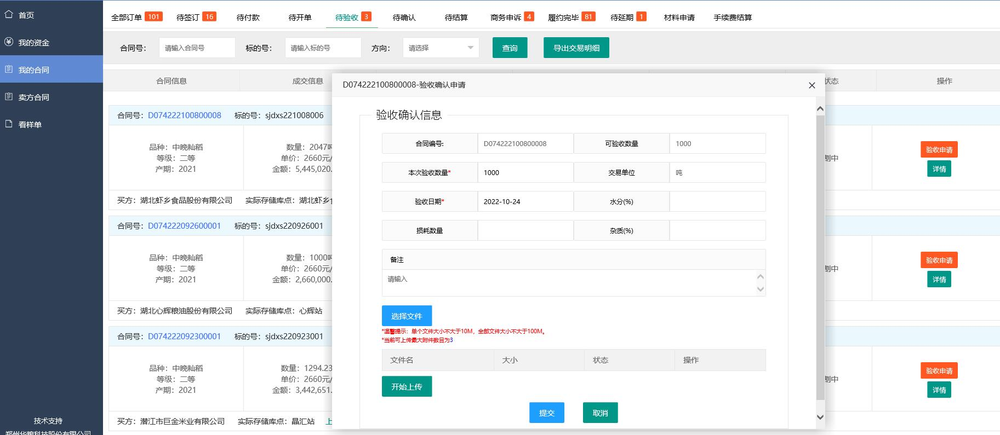 首页
我的资金
我的合同
卖方合同
看样单
技术支持
郑州华粮科技股份有限公司
全部订单 101 待签订 16 待付款 待开单 待验收 3 待确认 待结算 商务申诉 4 履约完毕 81 待延期 1 材料申请 手续费结算
合同号： 请输入合同号 标的号： 请输入标的号 方向： 请选择 查询 导出交易明细
合同信息 成交信息 状态 操作
合同号：D074222100800008 标的号：sjdxs221008006
品种：中晚籼稻
等级：二等
产期：2021
数量：2047吨
单价：2660元/
金额：5,445,020.
割中
验收申请
详情
买方：湖北虾乡食品股份有限公司 实际存储库点：湖北虾乡
合同号：D074222092600001 标的号：sjdxs220926001
品种：中晚籼稻
等级：二等
产期：2021
数量：1000吨
单价：2660元/
金额：2,660,000.
割中
验收申请
详情
买方：湖北心辉粮油股份有限公司 实际存储库点：心辉站
合同号：D074222092300001 标的号：sjdxs220923001
品种：中晚籼稻
等级：二等
产期：2021
数量：1294.23
单价：2660元/
金额：3,442,651.
割中
验收申请
详情
买方：潜江市巨金米业有限公司 实际存储库点：晶汇站 上
D074222100800008-验收确认申请
验收确认信息
合同编号: D074222100800008 可验收数量 1000
本次验收数量* 1000 交易单位 吨
验收日期* 2022-10-24 水分(%)
损耗数量 杂质(%)
备注
请输入
选择文件
*温馨提示：单个文件大小不大于10M，全部文件大小不大于100M。
*当前可上传最大附件数目为3
文件名 大小 状态 操作
开始上传
提交 取消